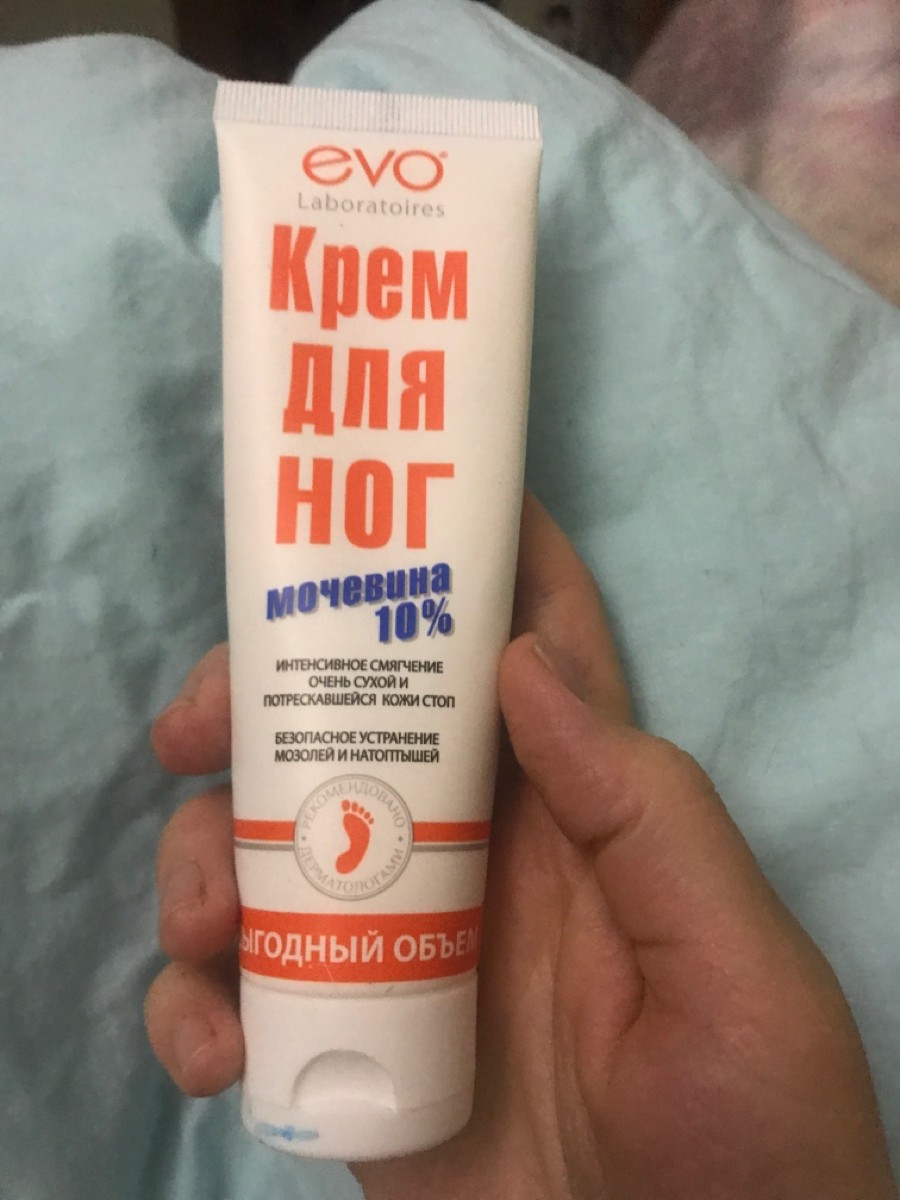 evo®
Laboratoires
Крем
для
ног
мочевина
10%
ИНТЕНСИВНОЕ СМЯГЧЕНИЕ
ОЧЕНЬ СУХОЙ И
ПОТРЕСКАВШЕЙСЯ КОЖИ СТОП
БЕЗОПАСНОЕ УСТРАНЕНИЕ
МОЗОЛЕЙ И НАТОПТЫШЕЙ
• РЕКОМЕНДОВАНО •
ДЕРМАТОЛОГАМИ
ЫГОДНЫЙ ОБЪЕМ